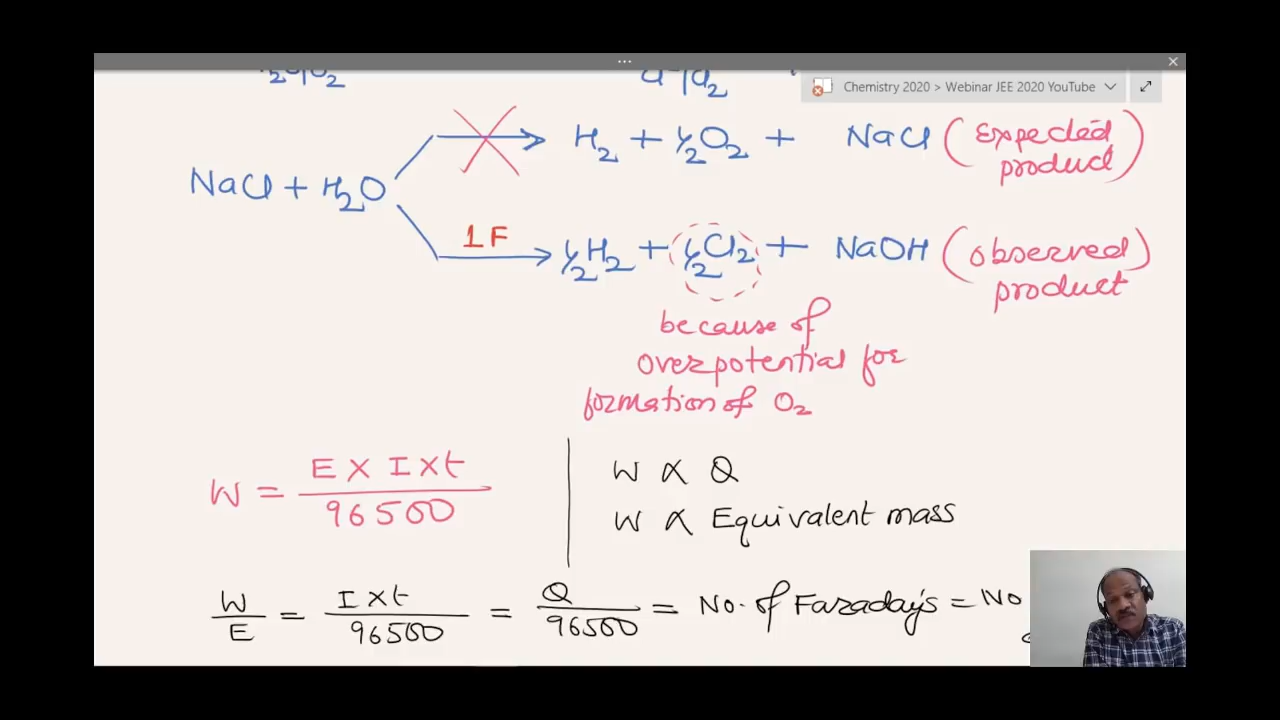 Chemistry 2020 > Webinar JEE 2020 YouTube
H₂ + ½O₂ + NaCl (Expected product)
NaCl + H₂O
1F
½H₂ + ½Cl₂ + NaOH (observed product)
because of
overpotential for
formation of O₂
W = E × I × t / 96500
W ∝ Q
W ∝ Equivalent mass
W/E = I × t / 96500 = Q / 96500 = No. of Faraday's = No